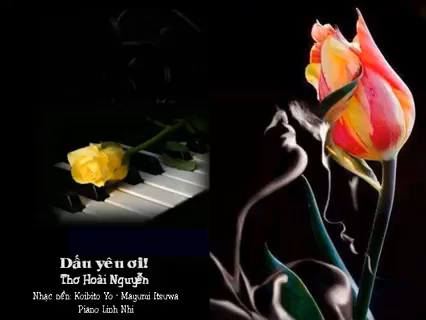 Dấu yêu ơi!
Thơ Hoài Nguyễn
Nhạc nền: Koibito Yo - Mayumi Itsuwa
Piano Linh Nhi